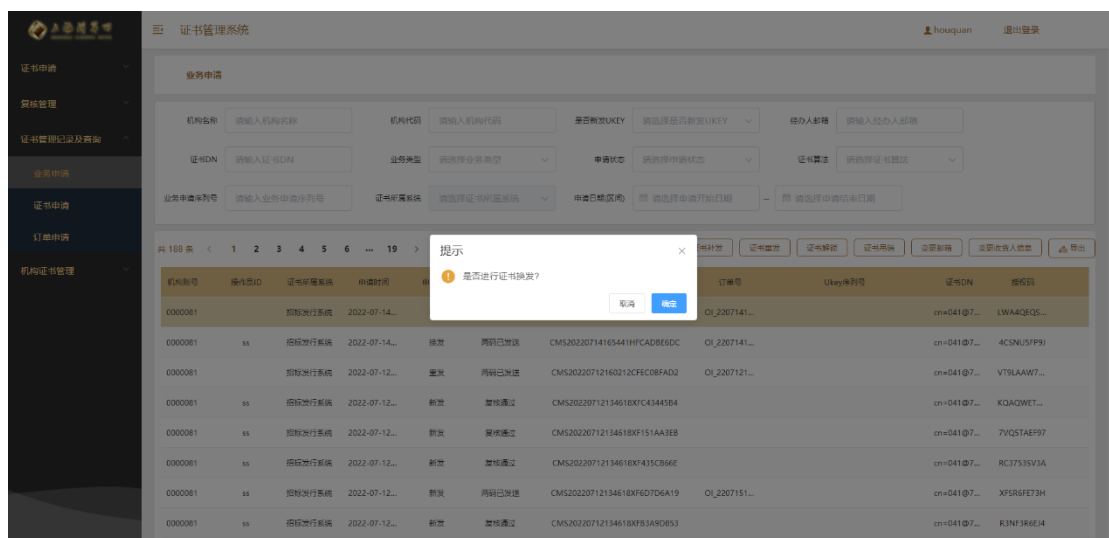 证书管理系统
houquan
退出登录
证书申请
复核管理
证书管理记录及查询
业务申请
证书申请
订单申请
机构证书管理
业务申请
机构名称 请输入机构名称 机构代码 请输入机构代码 是否新发UKEY 请选择是否新发UKEY 经办人邮箱 请输入经办人邮箱
证书DN 请输入证书DN 业务类型 请选择业务类型 申请状态 请选择申请状态 证书算法 请选择证书算法
业务申请序列号 请输入业务申请序列号 证书所属系统 请选择证书所属系统 申请日期(区间) 请选择申请开始日期 – 请选择申请结束日期
共 188 条 < 1 2 3 4 5 6 ... 19 > 证书补发 证书重发 证书解锁 证书吊销 变更邮箱 变更收货人信息 导出
提示
是否进行证书换发?
取消 确定
机构账号 操作员ID 证书所属系统 申请时间 订单号 Ukey序列号 证书DN 授权码
0000081 招标发行系统 2022-07-14... OI_2207141... cn=041@7... LWA4QEQS...
0000081 ss 招标发行系统 2022-07-14... 换发 两码已发送 CMS20220714165441HFCADBE6DC OI_2207141... cn=041@7... 4CSNU5FP9J
0000081 招标发行系统 2022-07-12... 重发 两码已发送 CMS20220712160212CFEC0BFAD2 OI_2207121... cn=041@7... VT9LAAW7...
0000081 ss 招标发行系统 2022-07-12... 新发 复核通过 CMS20220712134618XFC43445B4 cn=041@7... KQAQWET...
0000081 ss 招标发行系统 2022-07-12... 新发 复核通过 CMS20220712134618XF151AA3EB cn=041@7... 7VQSTAEF97
0000081 ss 招标发行系统 2022-07-12... 新发 复核通过 CMS20220712134618XF435CB66E cn=041@7... RC3753SV3A
0000081 ss 招标发行系统 2022-07-12... 新发 两码已发送 CMS20220712134618XF6D7D6A19 OI_2207151... cn=041@7... XFSR6FE73H
0000081 ss 招标发行系统 2022-07-12... 新发 复核通过 CMS20220712134618XFB3A9D853 cn=041@7... R3NF3R6EJ4